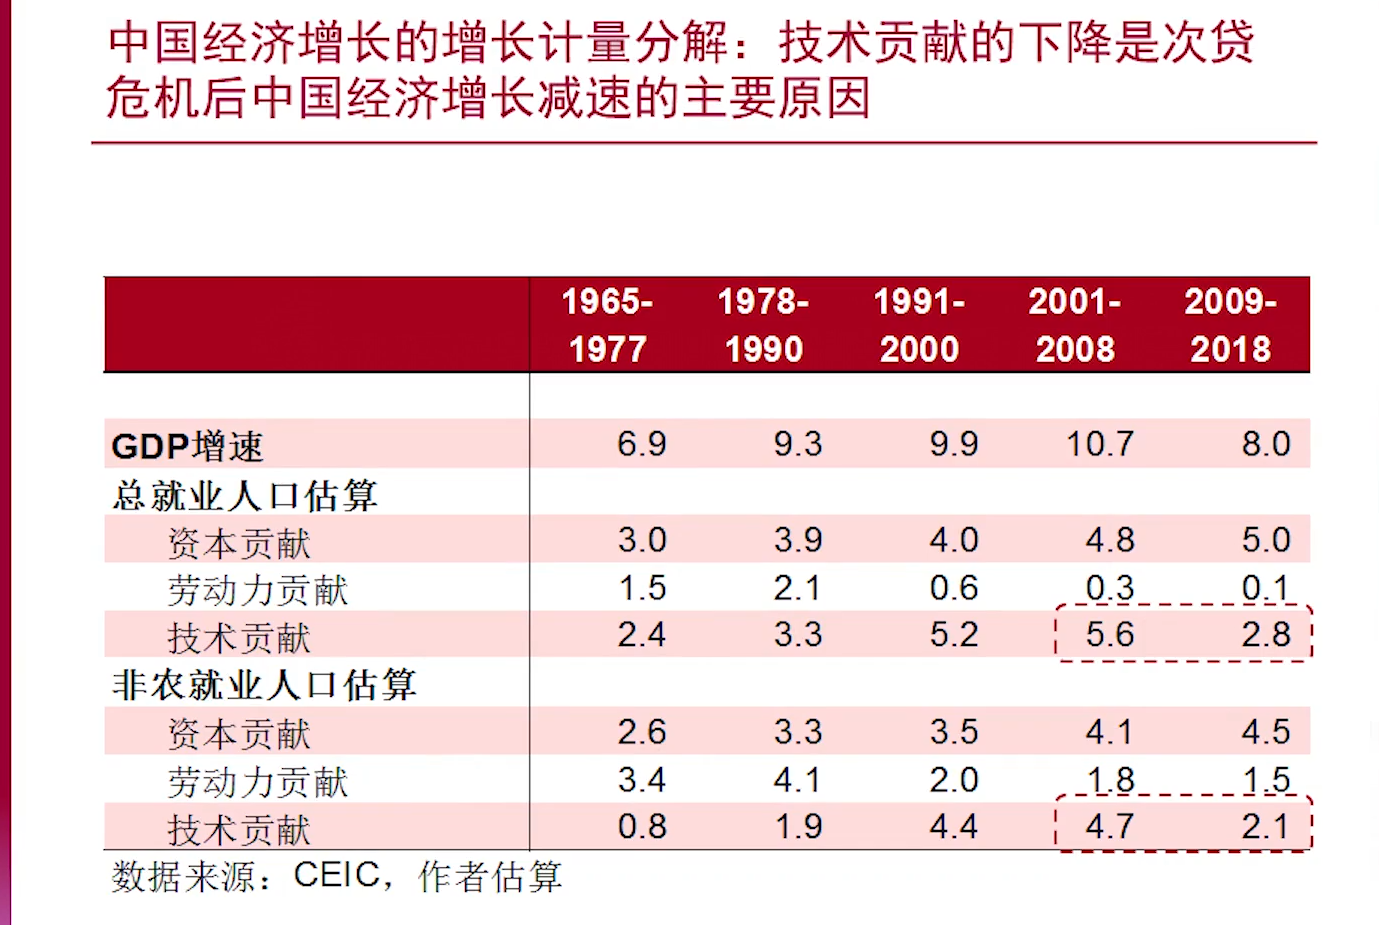 中国经济增长的增长计量分解：技术贡献的下降是次贷
危机后中国经济增长减速的主要原因
1965- 1978- 1991- 2001- 2009-
1977 1990 2000 2008 2018
GDP增速 6.9 9.3 9.9 10.7 8.0
总就业人口估算
资本贡献 3.0 3.9 4.0 4.8 5.0
劳动力贡献 1.5 2.1 0.6 0.3 0.1
技术贡献 2.4 3.3 5.2 5.6 2.8
非农就业人口估算
资本贡献 2.6 3.3 3.5 4.1 4.5
劳动力贡献 3.4 4.1 2.0 1.8 1.5
技术贡献 0.8 1.9 4.4 4.7 2.1
数据来源：CEIC，作者估算